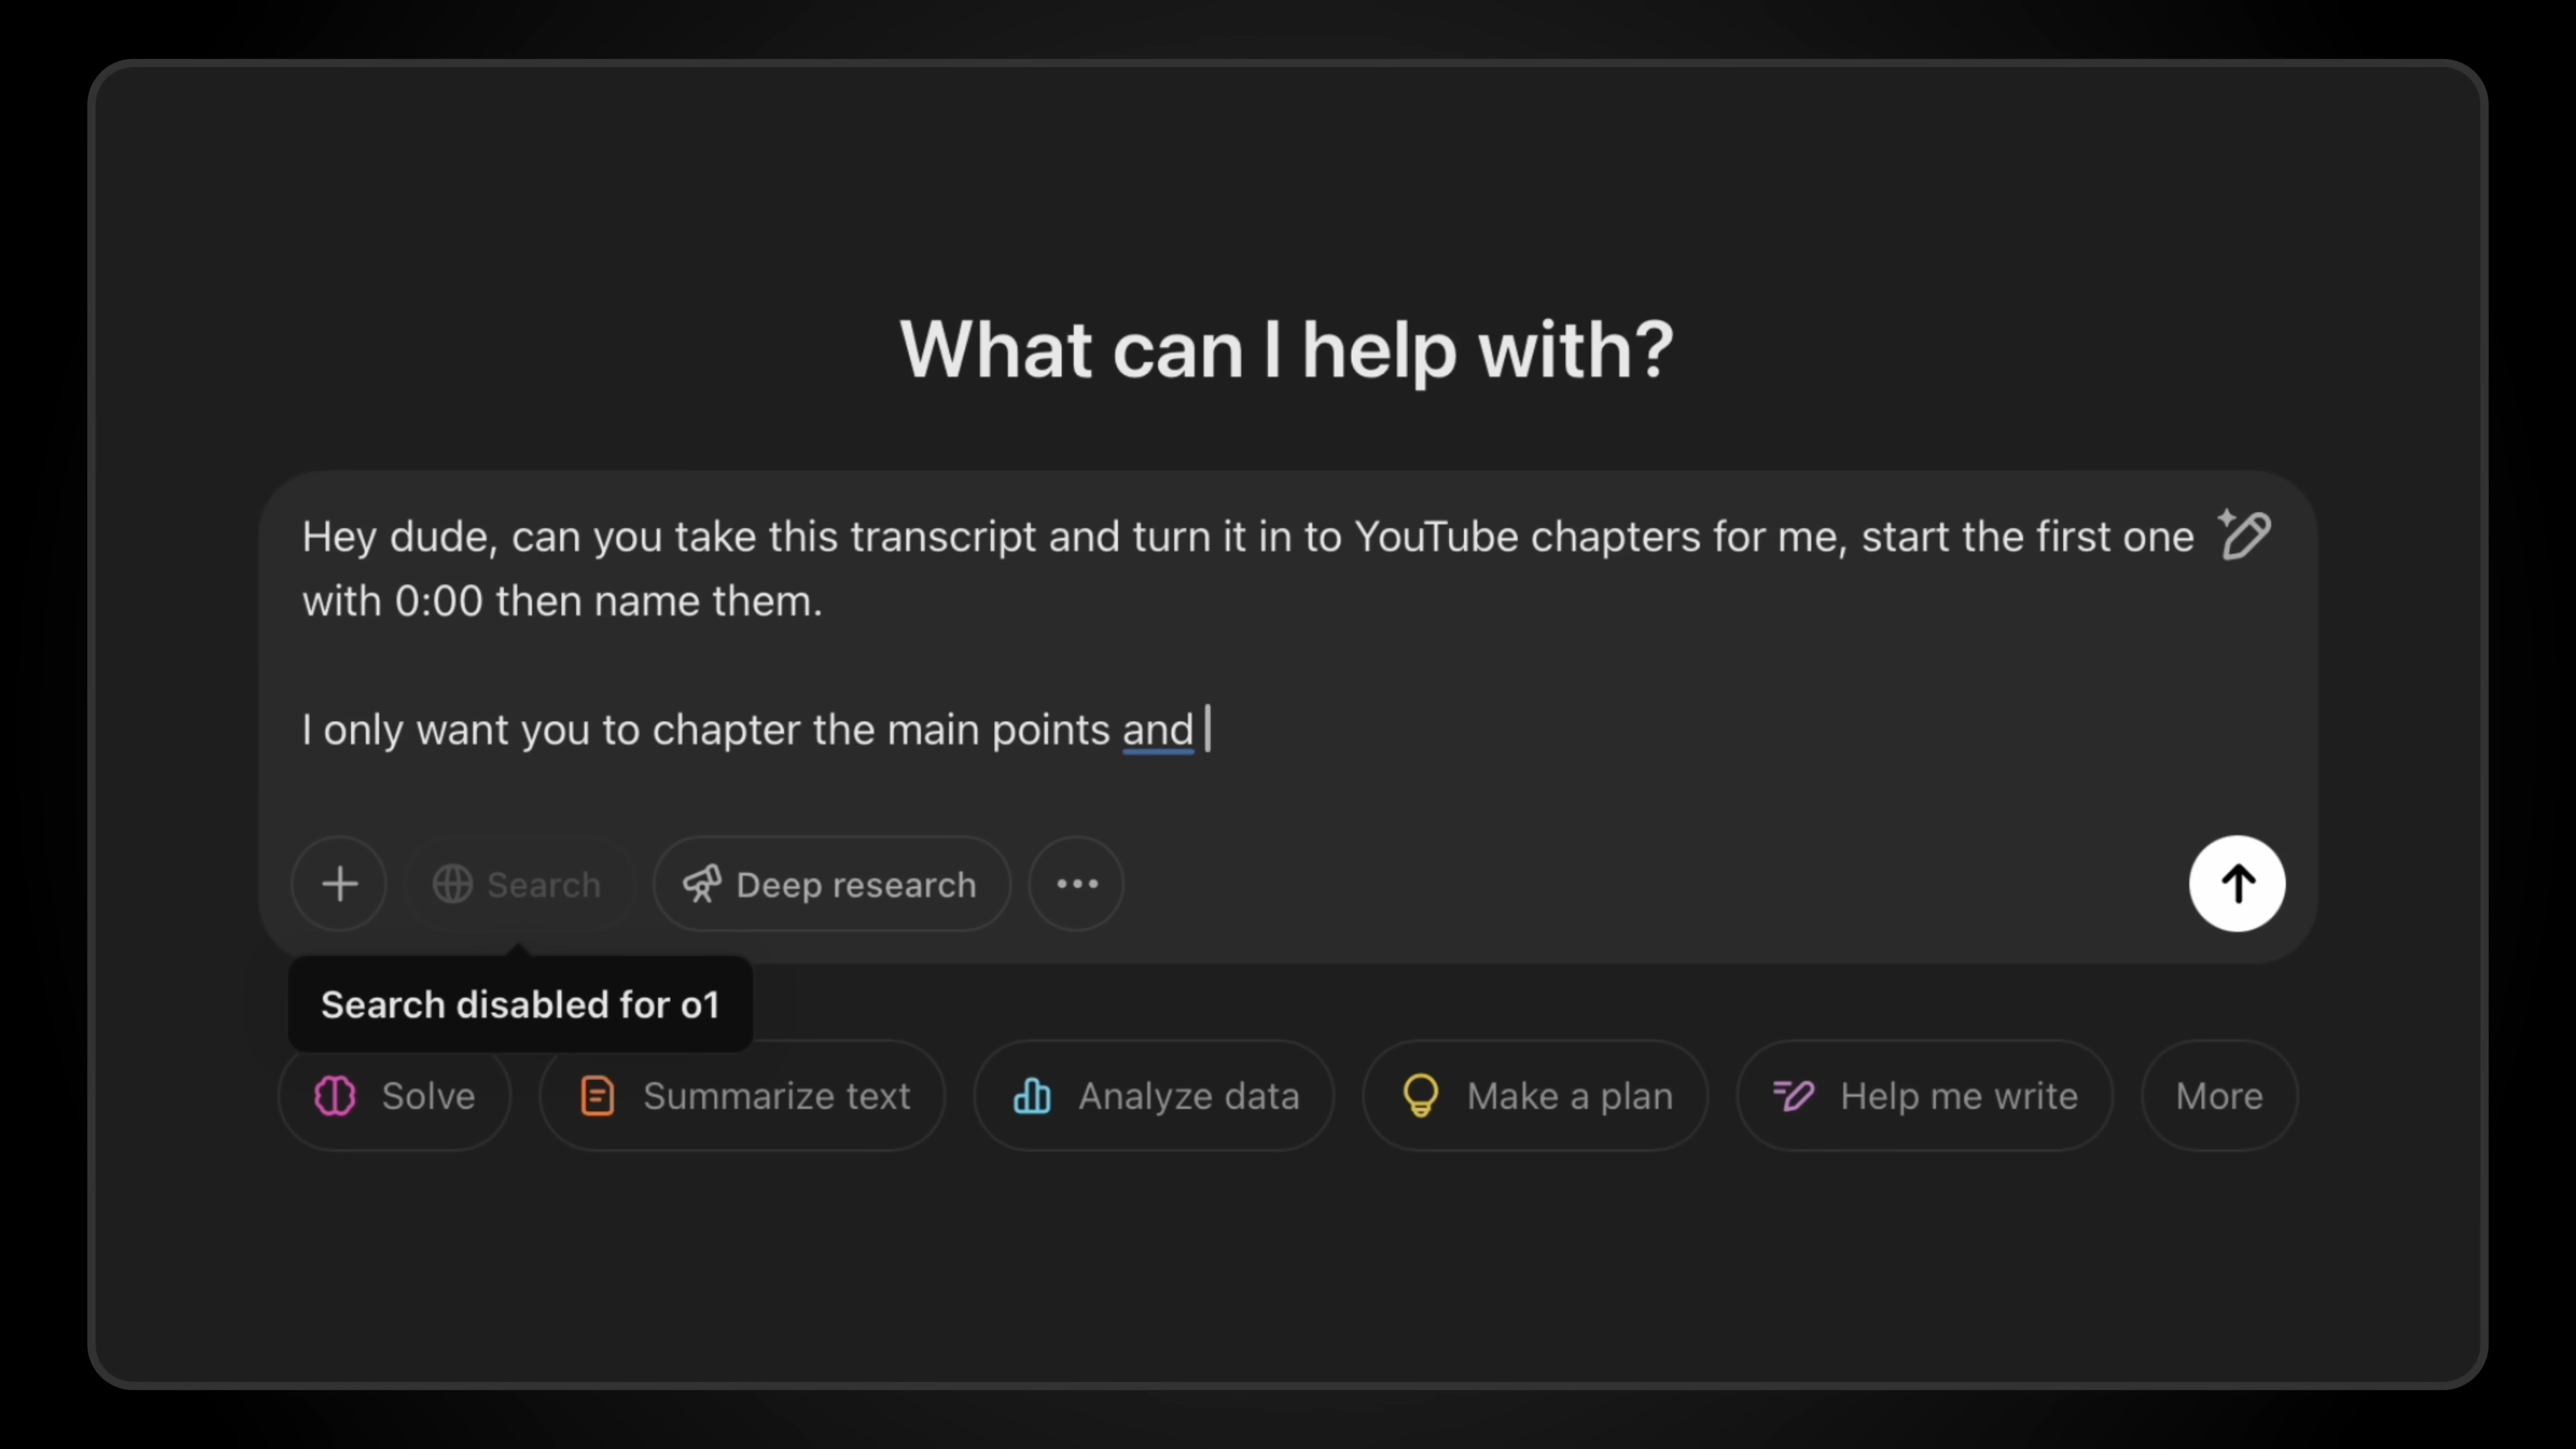 What can I help with?
Hey dude, can you take this transcript and turn it in to YouTube chapters for me, start the first one
with 0:00 then name them.
I only want you to chapter the main points and
Search
Deep research
Search disabled for o1
Solve
Summarize text
Analyze data
Make a plan
Help me write
More